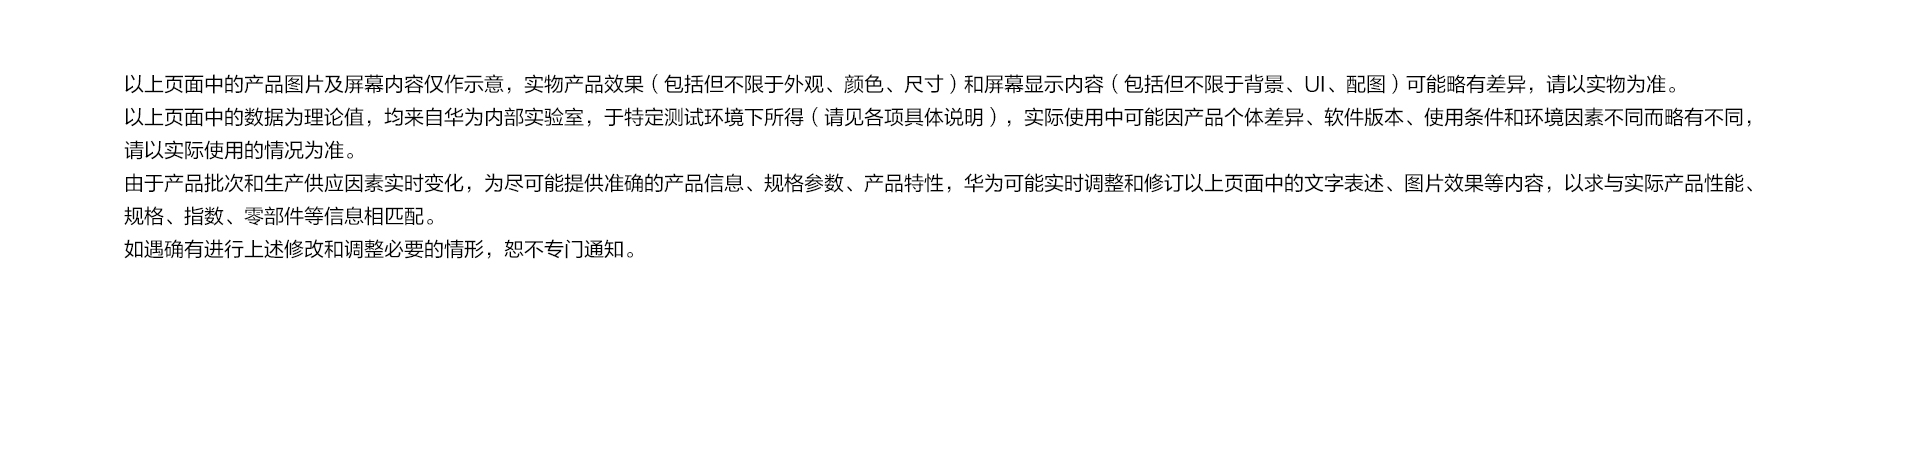 以上页面中的产品图片及屏幕内容仅作示意，实物产品效果（包括但不限于外观、颜色、尺寸）和屏幕显示内容（包括但不限于背景、UI、配图）可能略有差异，请以实物为准。
以上页面中的数据为理论值，均来自华为内部实验室，于特定测试环境下所得（请见各项具体说明），实际使用中可能因产品个体差异、软件版本、使用条件和环境因素不同而略有不同，
请以实际使用的情况为准。
由于产品批次和生产供应因素实时变化，为尽可能提供准确的产品信息、规格参数、产品特性，华为可能实时调整和修订以上页面中的文字表述、图片效果等内容，以求与实际产品性能、
规格、指数、零部件等信息相匹配。
如遇确有进行上述修改和调整必要的情形，恕不专门通知。